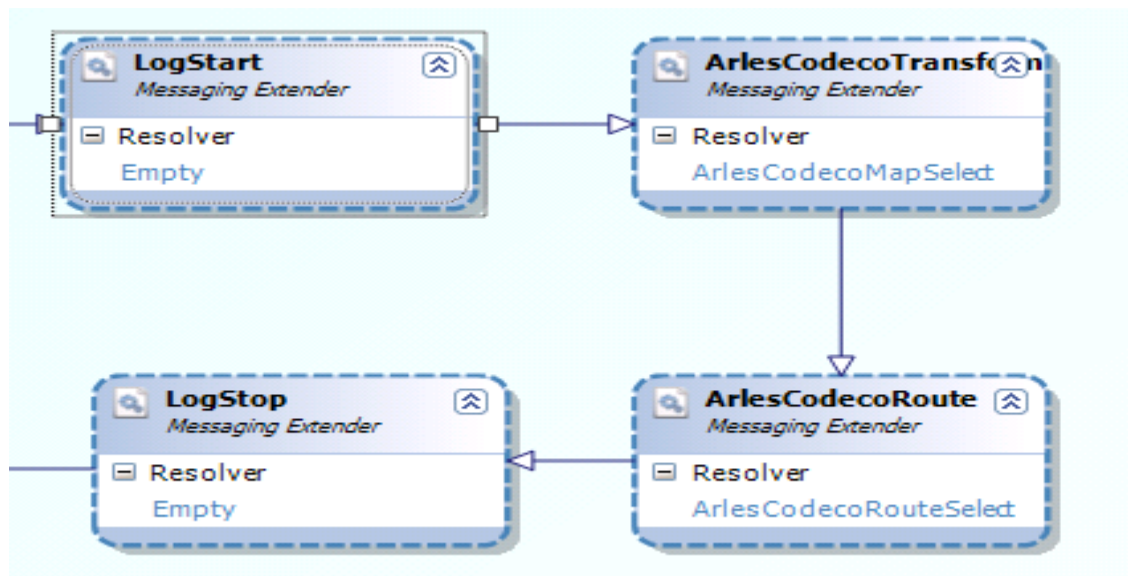 LogStart
Messaging Extender
Resolver
Empty
ArlesCodecoTransform
Messaging Extender
Resolver
ArlesCodecoMapSelect
LogStop
Messaging Extender
Resolver
Empty
ArlesCodecoRoute
Messaging Extender
Resolver
ArlesCodecoRouteSelect